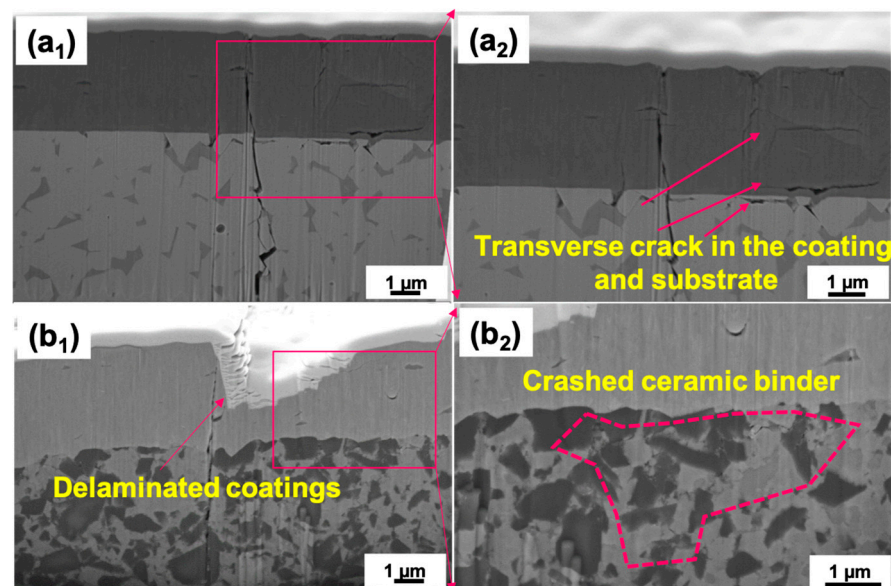 (a₁)
(a₂)
Transverse crack in the coating
and substrate
1 μm
1 μm
(b₁)
(b₂)
Crashed ceramic binder
Delaminated coatings
1 μm
1 μm